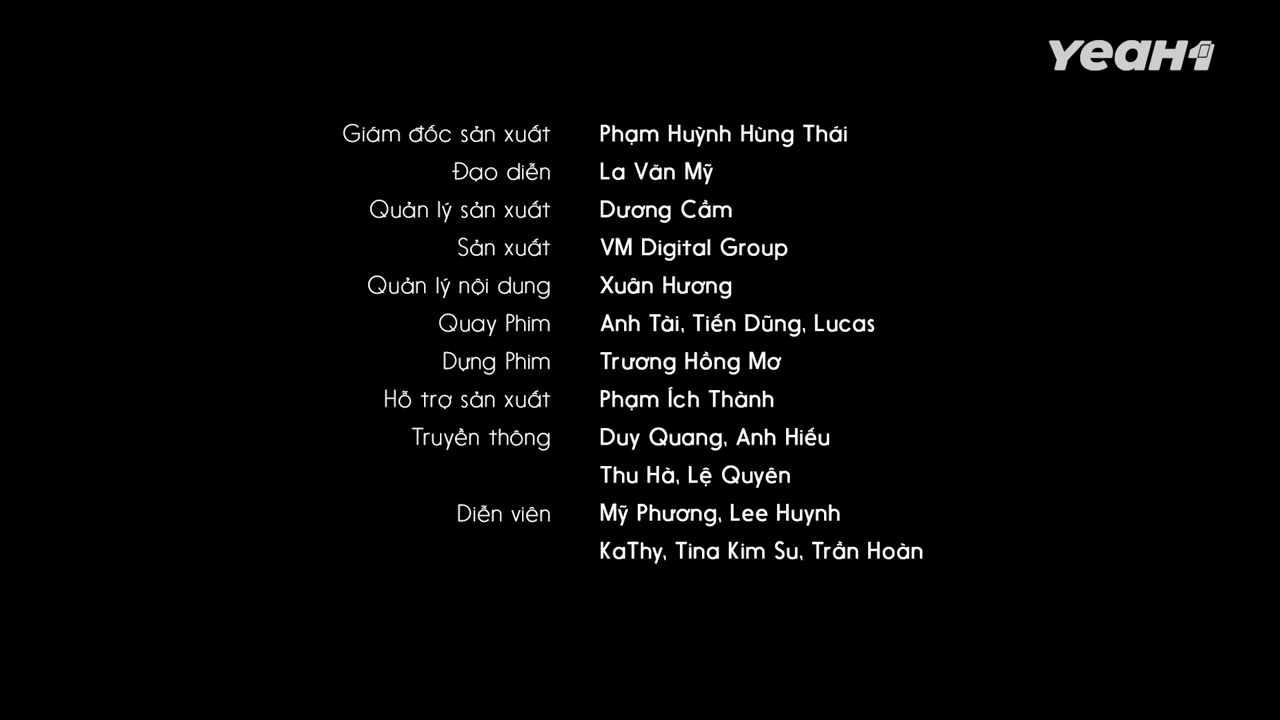 YEAH1
Giám đốc sản xuất Phạm Huỳnh Hùng Thái
Đạo diễn La Văn Mỹ
Quản lý sản xuất Dương Cầm
Sản xuất VM Digital Group
Quản lý nội dung Xuân Hương
Quay Phim Anh Tài, Tiến Dũng, Lucas
Dựng Phim Trương Hồng Mơ
Hỗ trợ sản xuất Phạm Ích Thành
Truyền thông Duy Quang, Anh Hiếu
Thu Hà, Lệ Quyên
Diễn viên Mỹ Phương, Lee Huynh
KaThy, Tina Kim Su, Trần Hoàn